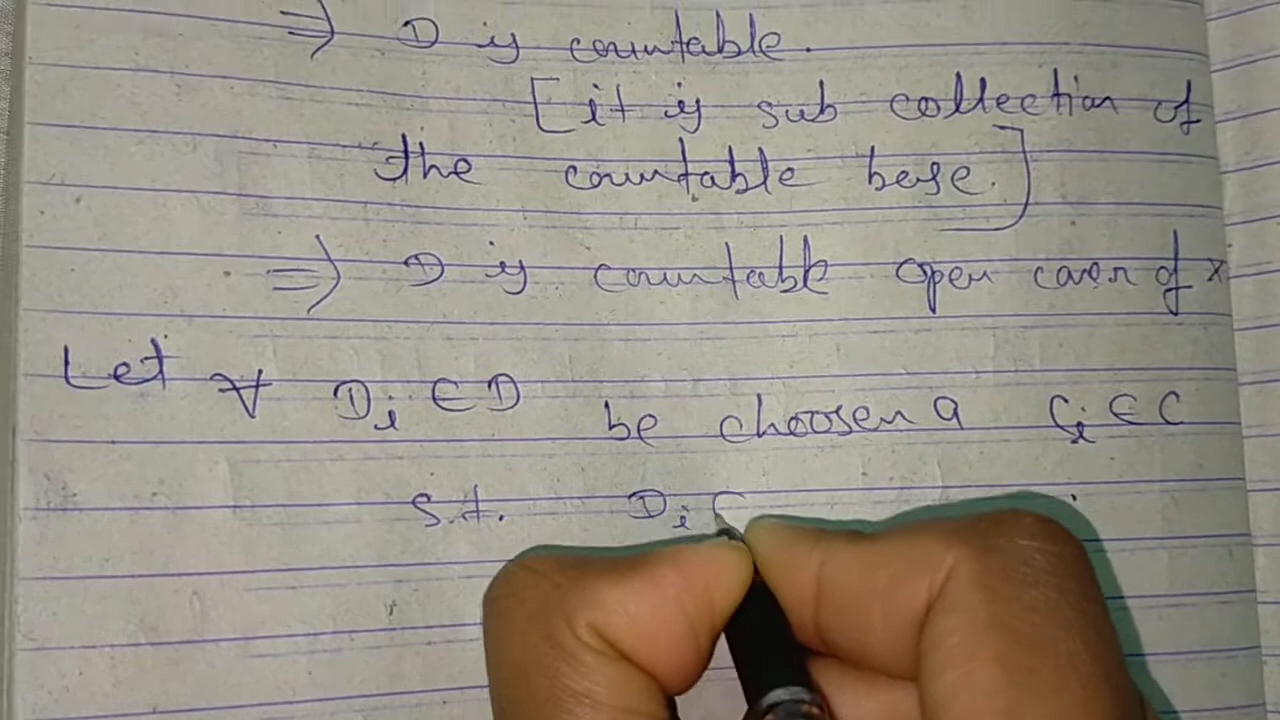 ⇒ D is countable.
[it is sub collection of
the countable base.]
⇒ D is countable open cover of x
Let ∀ Di ∈ D be choosen a Ci ∈ C
s.t. Di